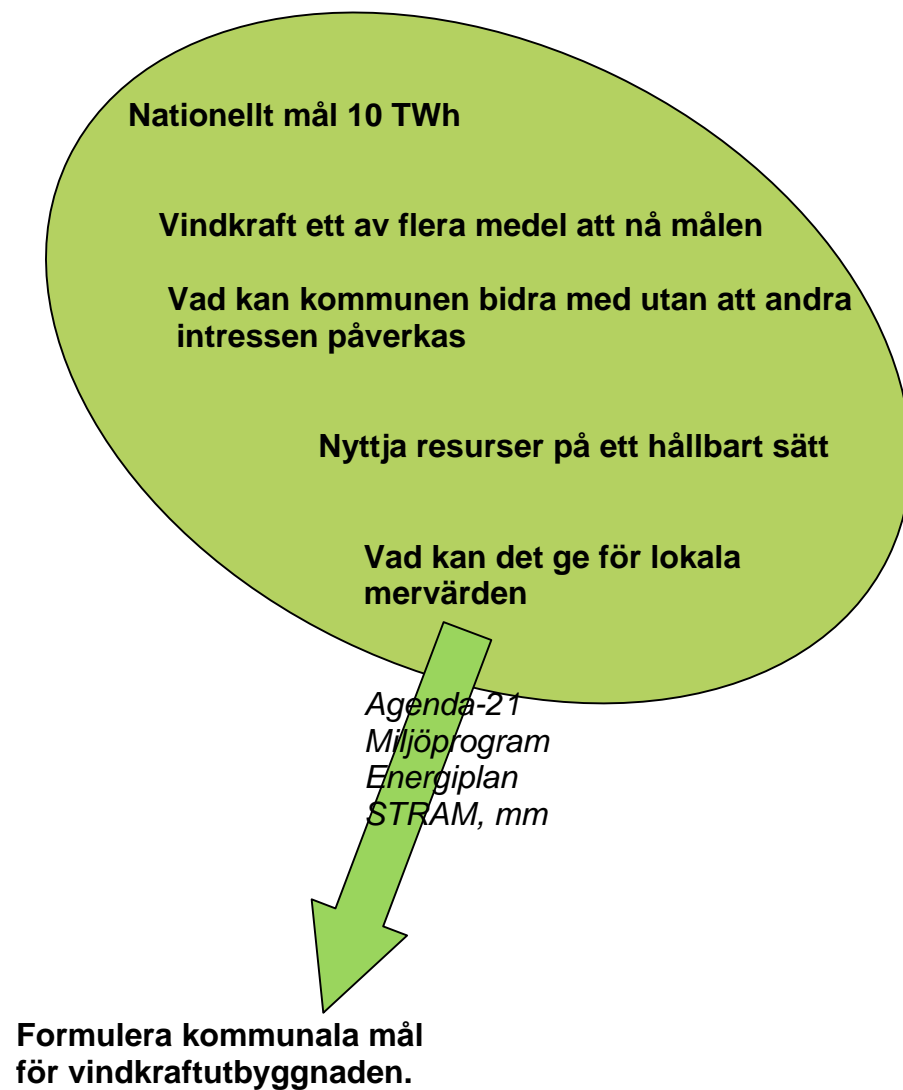 Nationellt mål 10 TWh
Vindkraft ett av flera medel att nå målen
Vad kan kommunen bidra med utan att andra
intressen påverkas
Nyttja resurser på ett hållbart sätt
Vad kan det ge för lokala
mervärden
Agenda-21
Miljöprogram
Energiplan
STRAM, mm
Formulera kommunala mål
för vindkraftutbyggnaden.